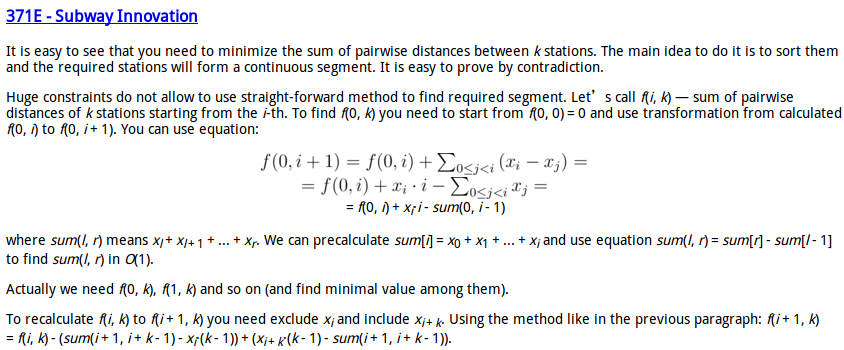 371E - Subway Innovation
It is easy to see that you need to minimize the sum of pairwise distances between k stations. The main idea to do it is to sort them
and the required stations will form a continuous segment. It is easy to prove by contradiction.
Huge constraints do not allow to use straight-forward method to find required segment. Let’s call f(i, k) — sum of pairwise
distances of k stations starting from the i-th. To find f(0, k) you need to start from f(0, 0) = 0 and use transformation from calculated
f(0, i) to f(0, i + 1). You can use equation:
f(0, i + 1) = f(0, i) + ∑_{0≤j<i} (x_i − x_j) =
= f(0, i) + x_i · i − ∑_{0≤j<i} x_j =
= f(0, i) + x_i·i - sum(0, i - 1)
where sum(l, r) means x_l + x_{l + 1} + ... + x_r. We can precalculate sum[i] = x_0 + x_1 + ... + x_i and use equation sum(l, r) = sum[r] - sum[l - 1]
to find sum(l, r) in O(1).
Actually we need f(0, k), f(1, k) and so on (and find minimal value among them).
To recalculate f(i, k) to f(i + 1, k) you need exclude x_i and include x_{i + k}. Using the method like in the previous paragraph: f(i + 1, k)
= f(i, k) - (sum(i + 1, i + k - 1) - x_i·(k - 1)) + (x_{i + k}·(k - 1) - sum(i + 1, i + k - 1)).